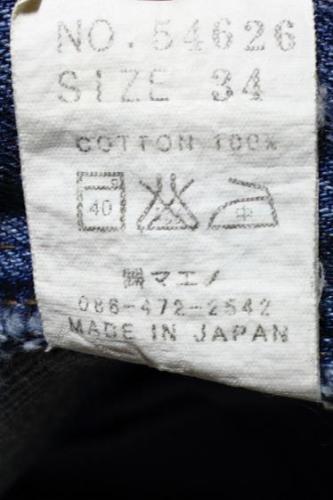 NO.54626
SIZE 34
COTTON 100%
40
㈱マエノ
086-472-2542
MADE IN JAPAN